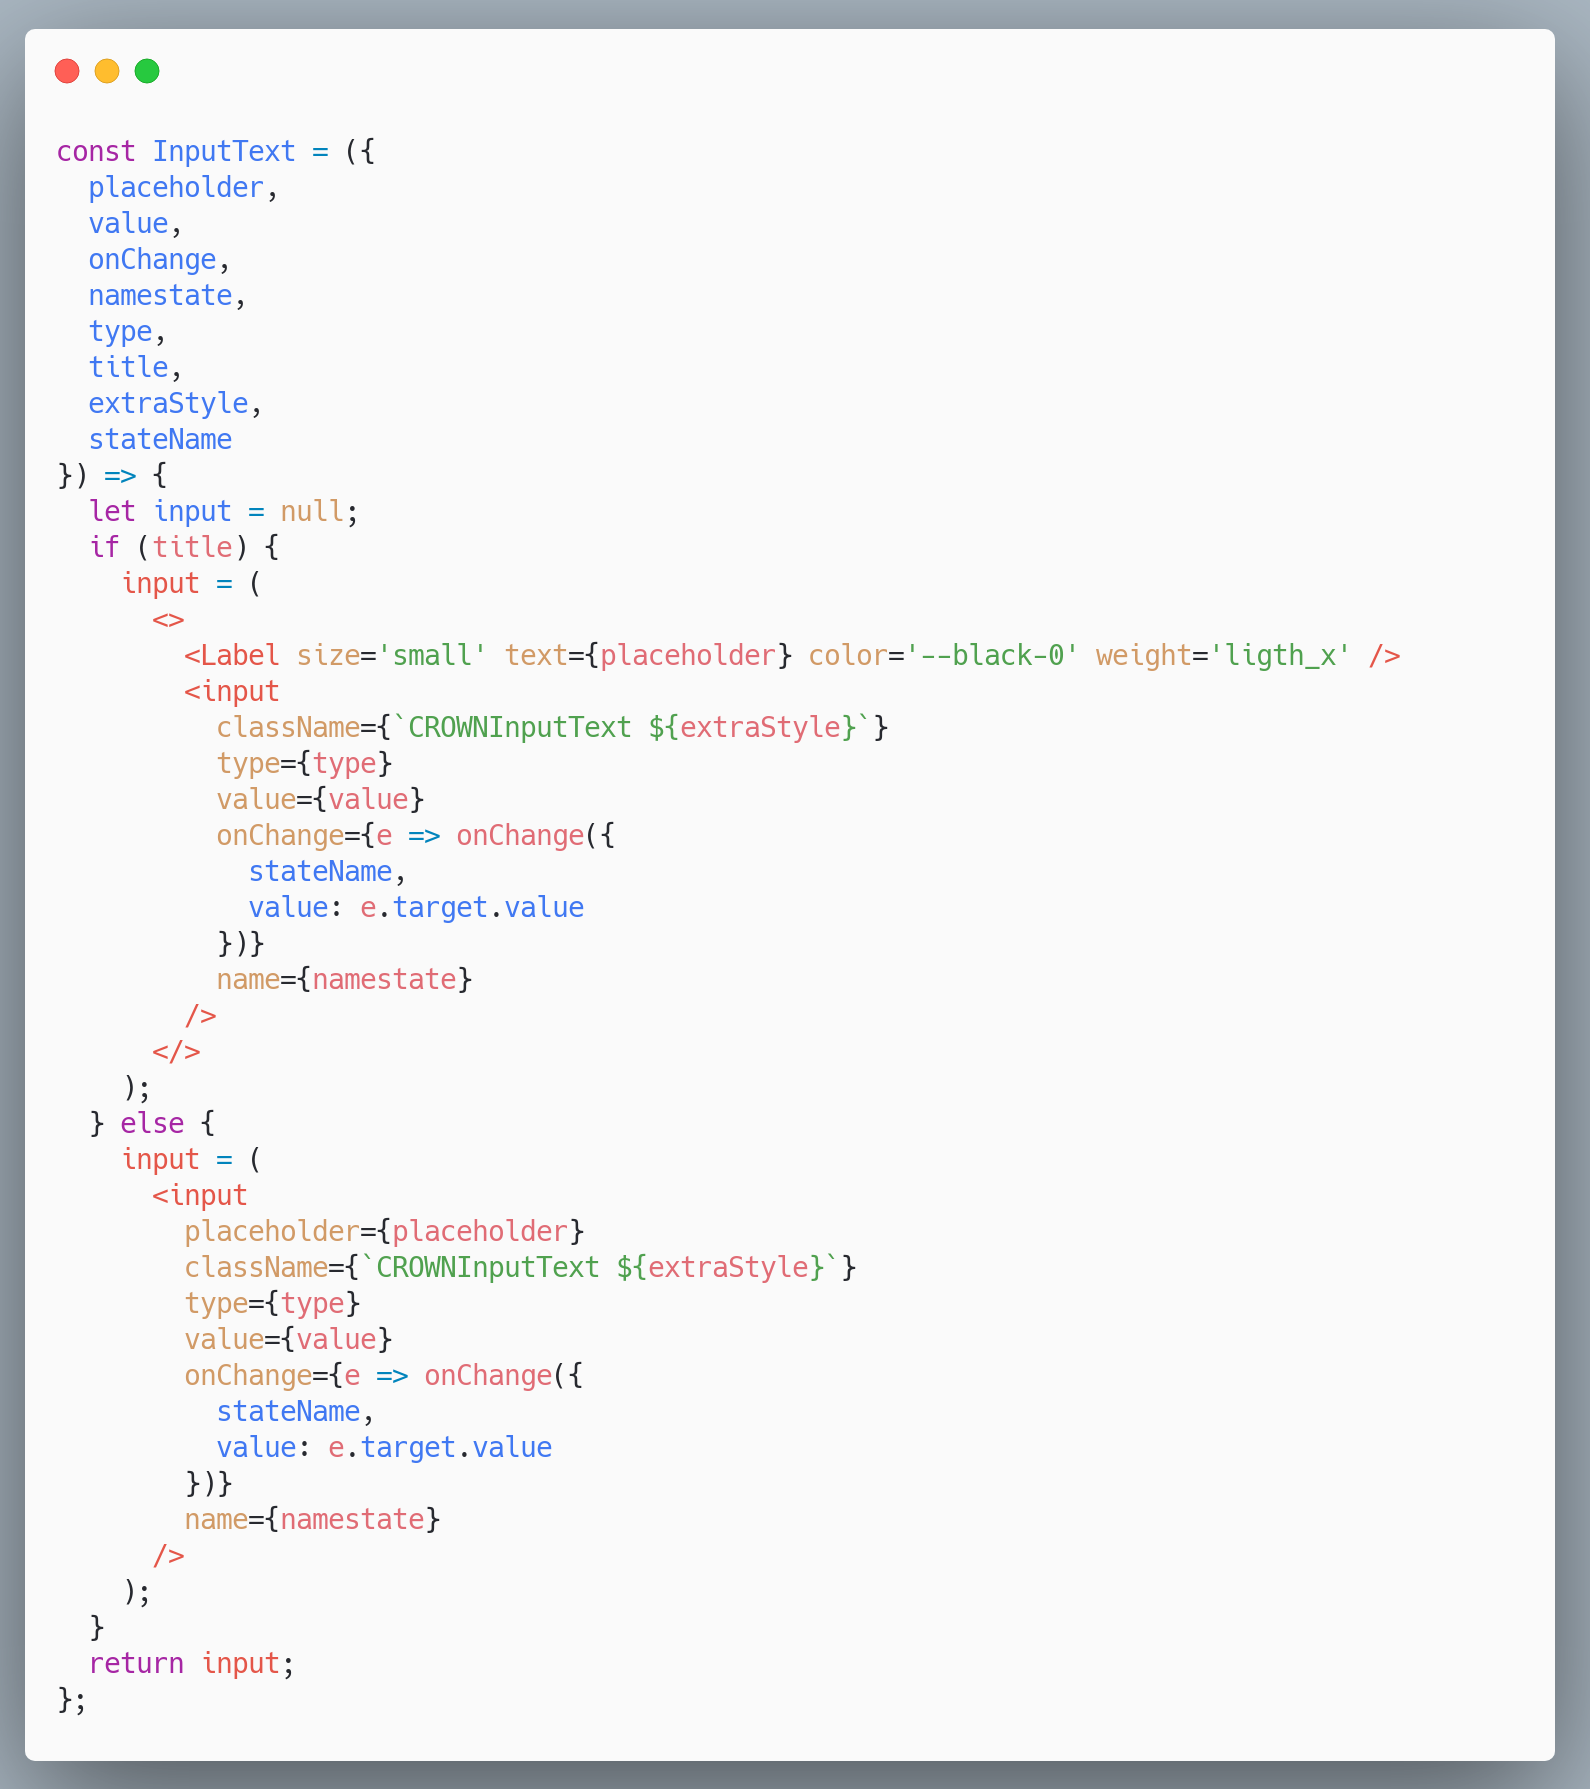 const InputText = ({
  placeholder,
  value,
  onChange,
  namestate,
  type,
  title,
  extraStyle,
  stateName
}) => {
  let input = null;
  if (title) {
    input = (
      <>
        <Label size='small' text={placeholder} color='--black-0' weight='ligth_x' />
        <input
          className={`CROWNInputText ${extraStyle}`}
          type={type}
          value={value}
          onChange={e => onChange({
            stateName,
            value: e.target.value
          })}
          name={namestate}
        />
      </>
    );
  } else {
    input = (
      <input
        placeholder={placeholder}
        className={`CROWNInputText ${extraStyle}`}
        type={type}
        value={value}
        onChange={e => onChange({
          stateName,
          value: e.target.value
        })}
        name={namestate}
      />
    );
  }
  return input;
};